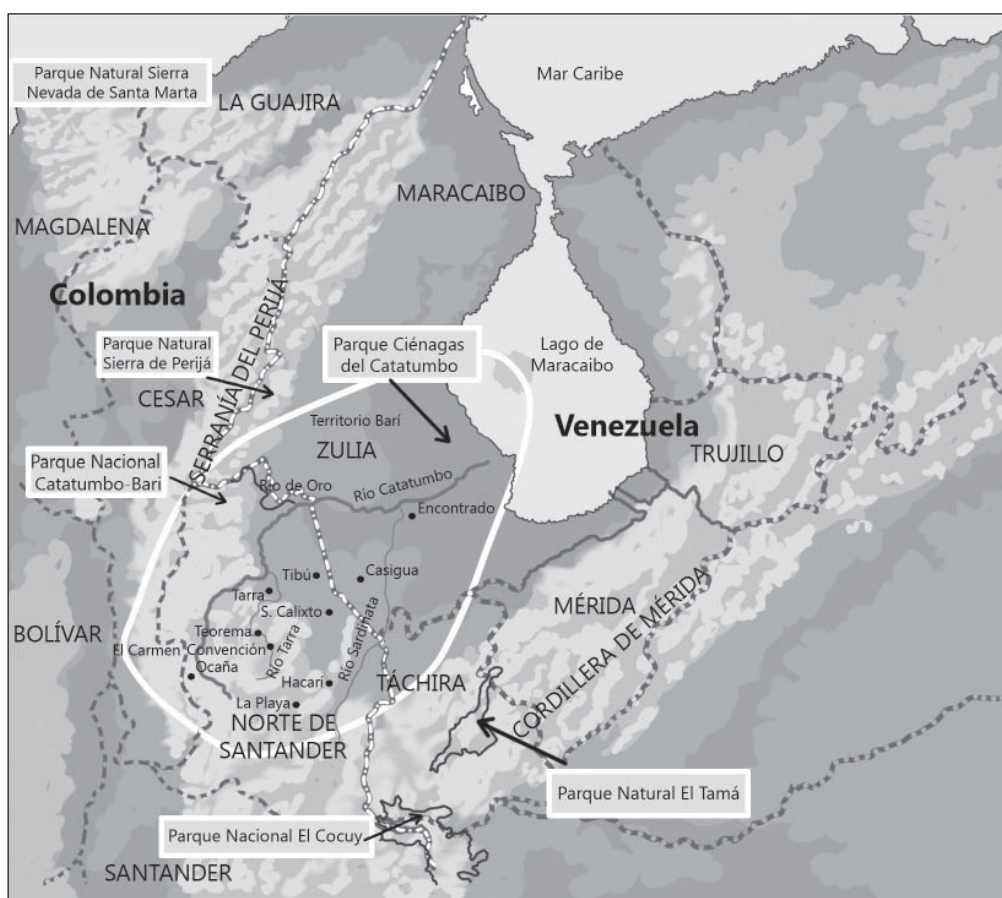 Mar Caribe
Parque Natural Sierra
Nevada de Santa Marta
LA GUAJIRA
MARACAIBO
MAGDALENA
Colombia
SERRANÍA DEL PERIJÁ
Parque Natural
Sierra de Perijá
Parque Ciénagas
del Catatumbo
Lago de
Maracaibo
CESAR
Territorio Barí
ZULIA
Venezuela
TRUJILLO
Parque Nacional
Catatumbo-Bari
Río de Oro
Río Catatumbo
Encontrado
Tibú
Casigua
Tarra
S. Calixto
MÉRIDA
BOLÍVAR
Teorema
Río Tarra
Río Sardinata
El Carmen
Convención
Ocaña
CORDILLERA DE MÉRIDA
Hacarí
TÁCHIRA
La Playa
NORTE DE
SANTANDER
Parque Natural El Tamá
Parque Nacional El Cocuy
SANTANDER